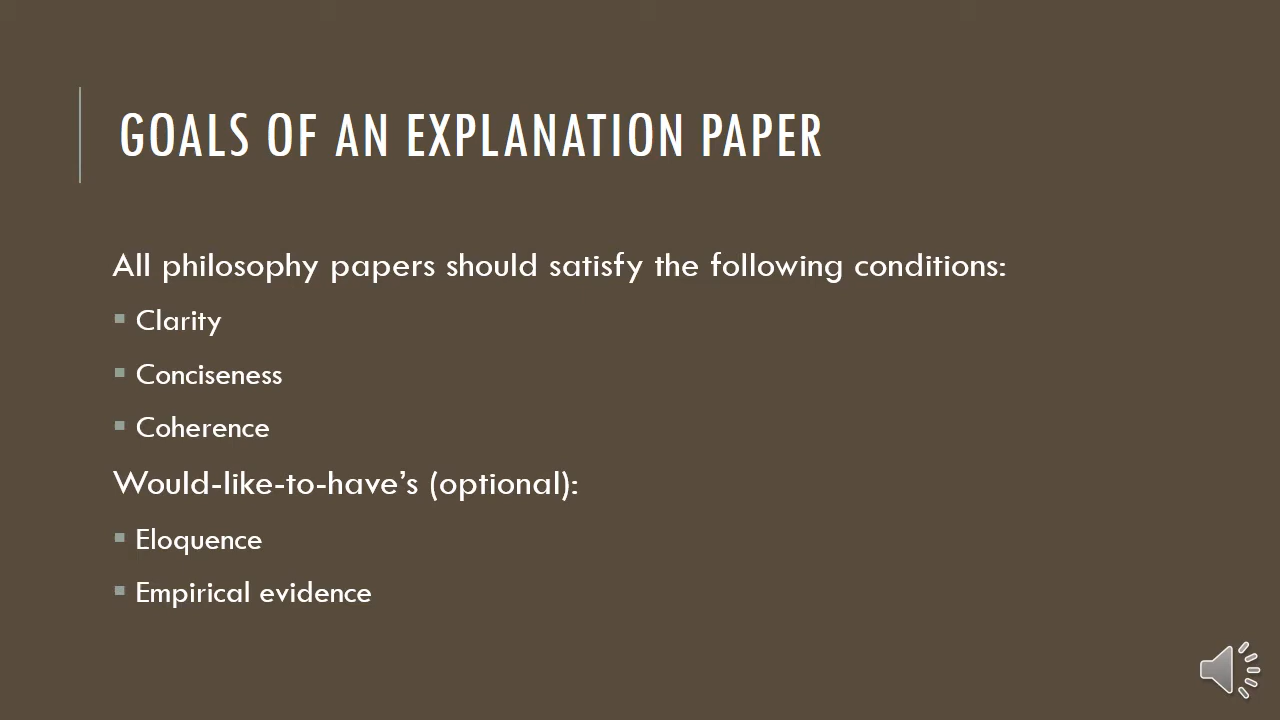 GOALS OF AN EXPLANATION PAPER
All philosophy papers should satisfy the following conditions:
Clarity
Conciseness
Coherence
Would-like-to-have’s (optional):
Eloquence
Empirical evidence